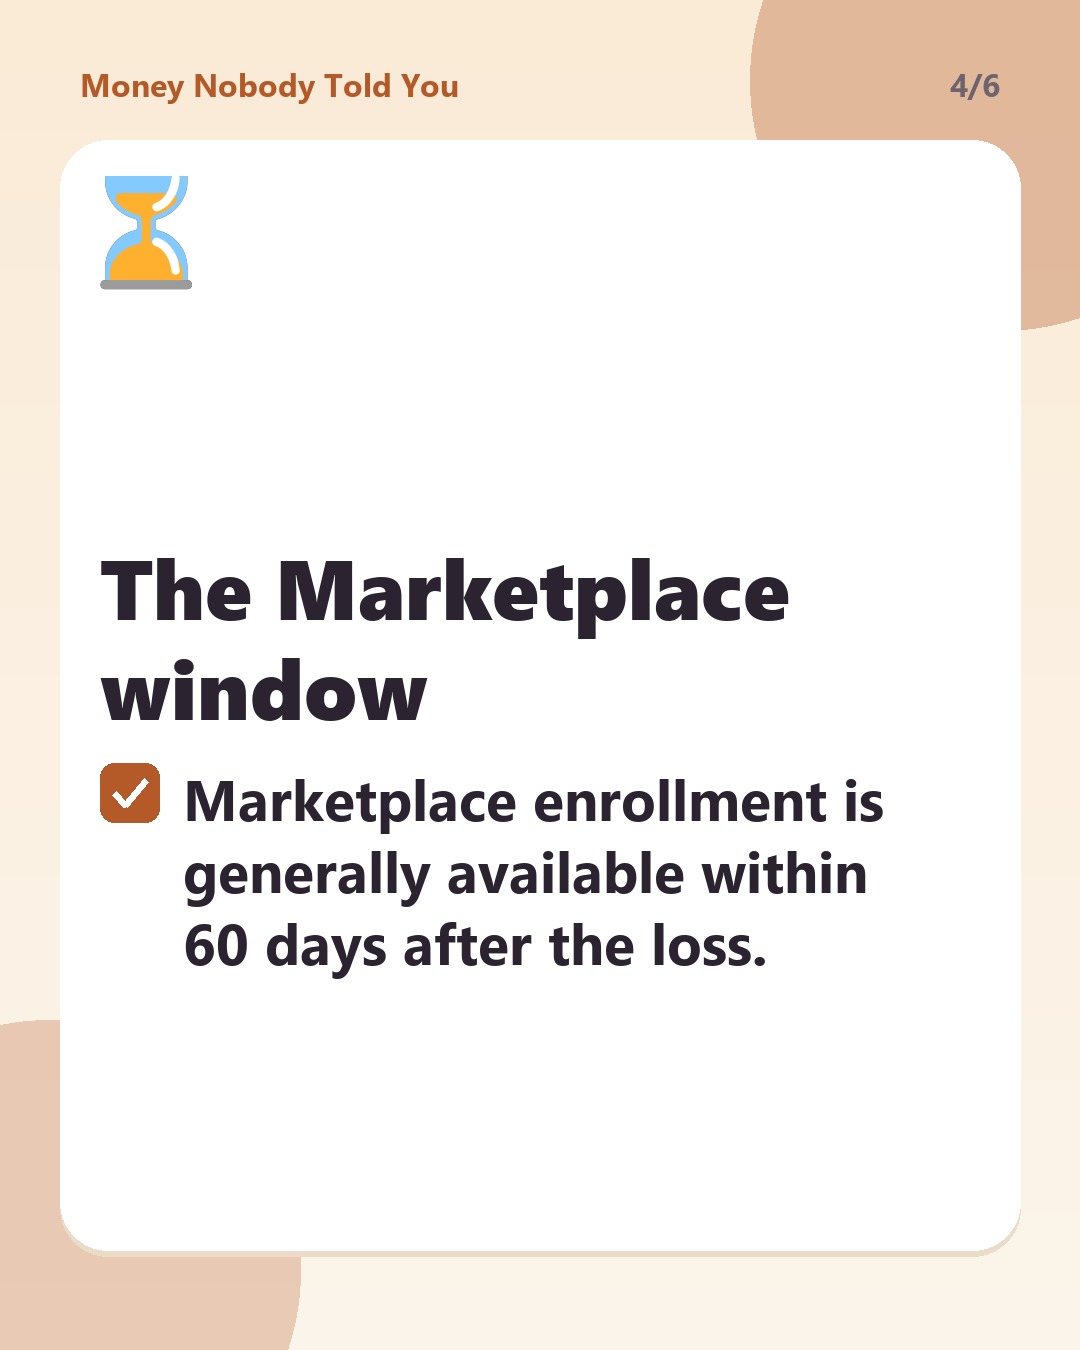 Money Nobody Told You
4/6
The Marketplace
window
Marketplace enrollment is
generally available within
60 days after the loss.